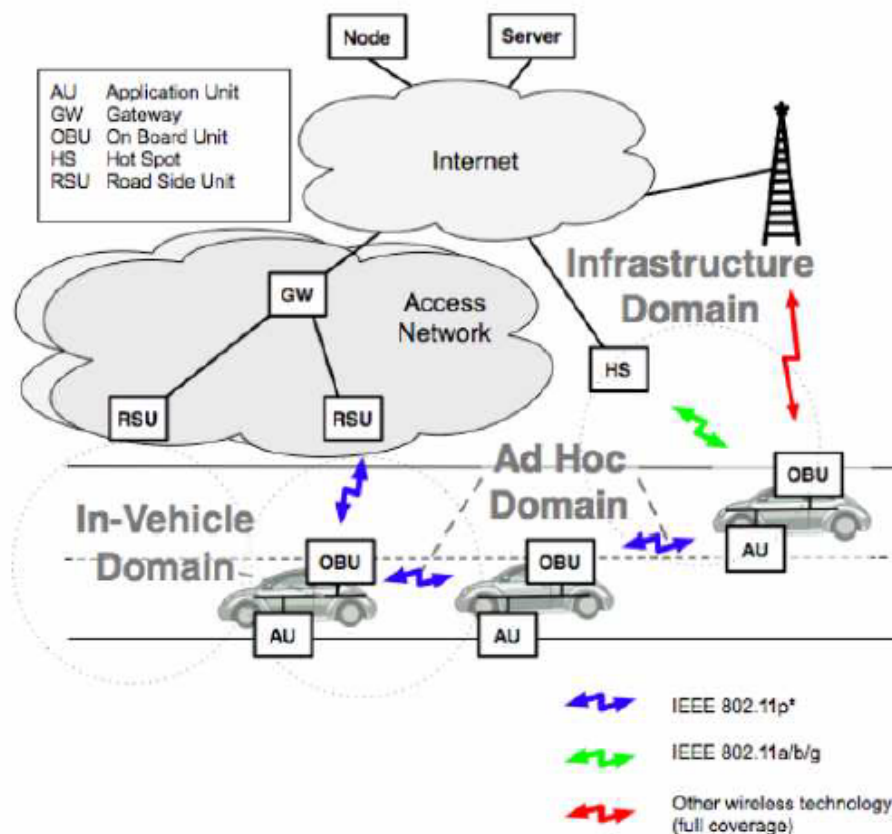 Node
Server
AU Application Unit
GW Gateway
OBU On Board Unit
HS Hot Spot
RSU Road Side Unit
Internet
Infrastructure
Domain
GW
Access
Network
HS
RSU
RSU
Ad Hoc
Domain
OBU
In-Vehicle
Domain
AU
OBU
OBU
AU
AU
IEEE 802.11p*
IEEE 802.11a/b/g
Other wireless technology
(full coverage)